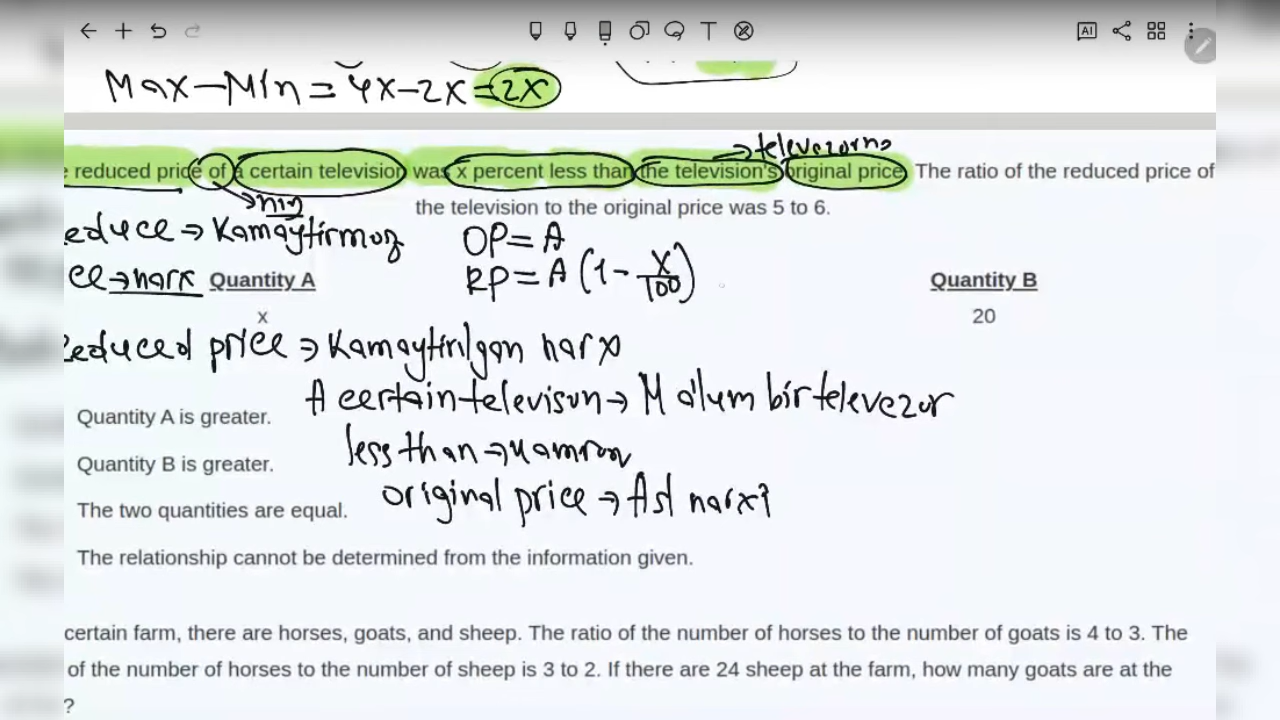 Max-Min=4x-2x=2x
→televezorno
reduced price of a certain television was x percent less than the television's original price. The ratio of the reduced price of
→nig
the television to the original price was 5 to 6.
educe → Kamaytirmoq OP=A
ce→narx Quantity A RP=A(1-x/100) Quantity B
x 20
educed price → Kamaytirilgan narx
A certain televison → Ma'lum bir televezor
Quantity A is greater.
less than →
Quantity B is greater.
original price → Asl narxi
The two quantities are equal.
The relationship cannot be determined from the information given.
certain farm, there are horses, goats, and sheep. The ratio of the number of horses to the number of goats is 4 to 3. The
of the number of horses to the number of sheep is 3 to 2. If there are 24 sheep at the farm, how many goats are at the
?